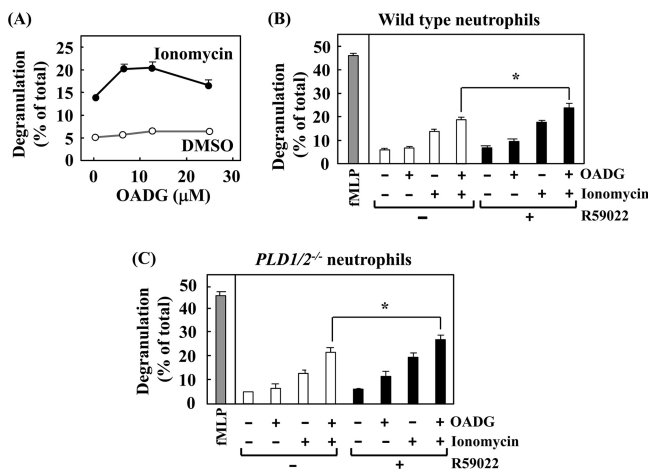 (A)
Degranulation
(% of total)
25
20
15
10
5
0
Ionomycin
DMSO
0 10 20 30
OADG (μM)
(B)
Wild type neutrophils
Degranulation
(% of total)
50
40
30
20
10
0
*
fMLP
– + – + – + – + OADG
– – + + – – + + Ionomycin
– + R59022
(C)
PLD1/2-/- neutrophils
Degranulation
(% of total)
50
40
30
20
10
0
*
fMLP
– + – + – + – + OADG
– – + + – – + + Ionomycin
– + R59022